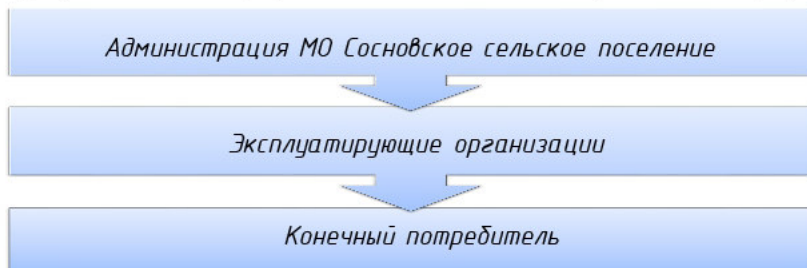 Администрация МО Сосновское сельское поселение
Эксплуатирующие организации
Конечный потребитель